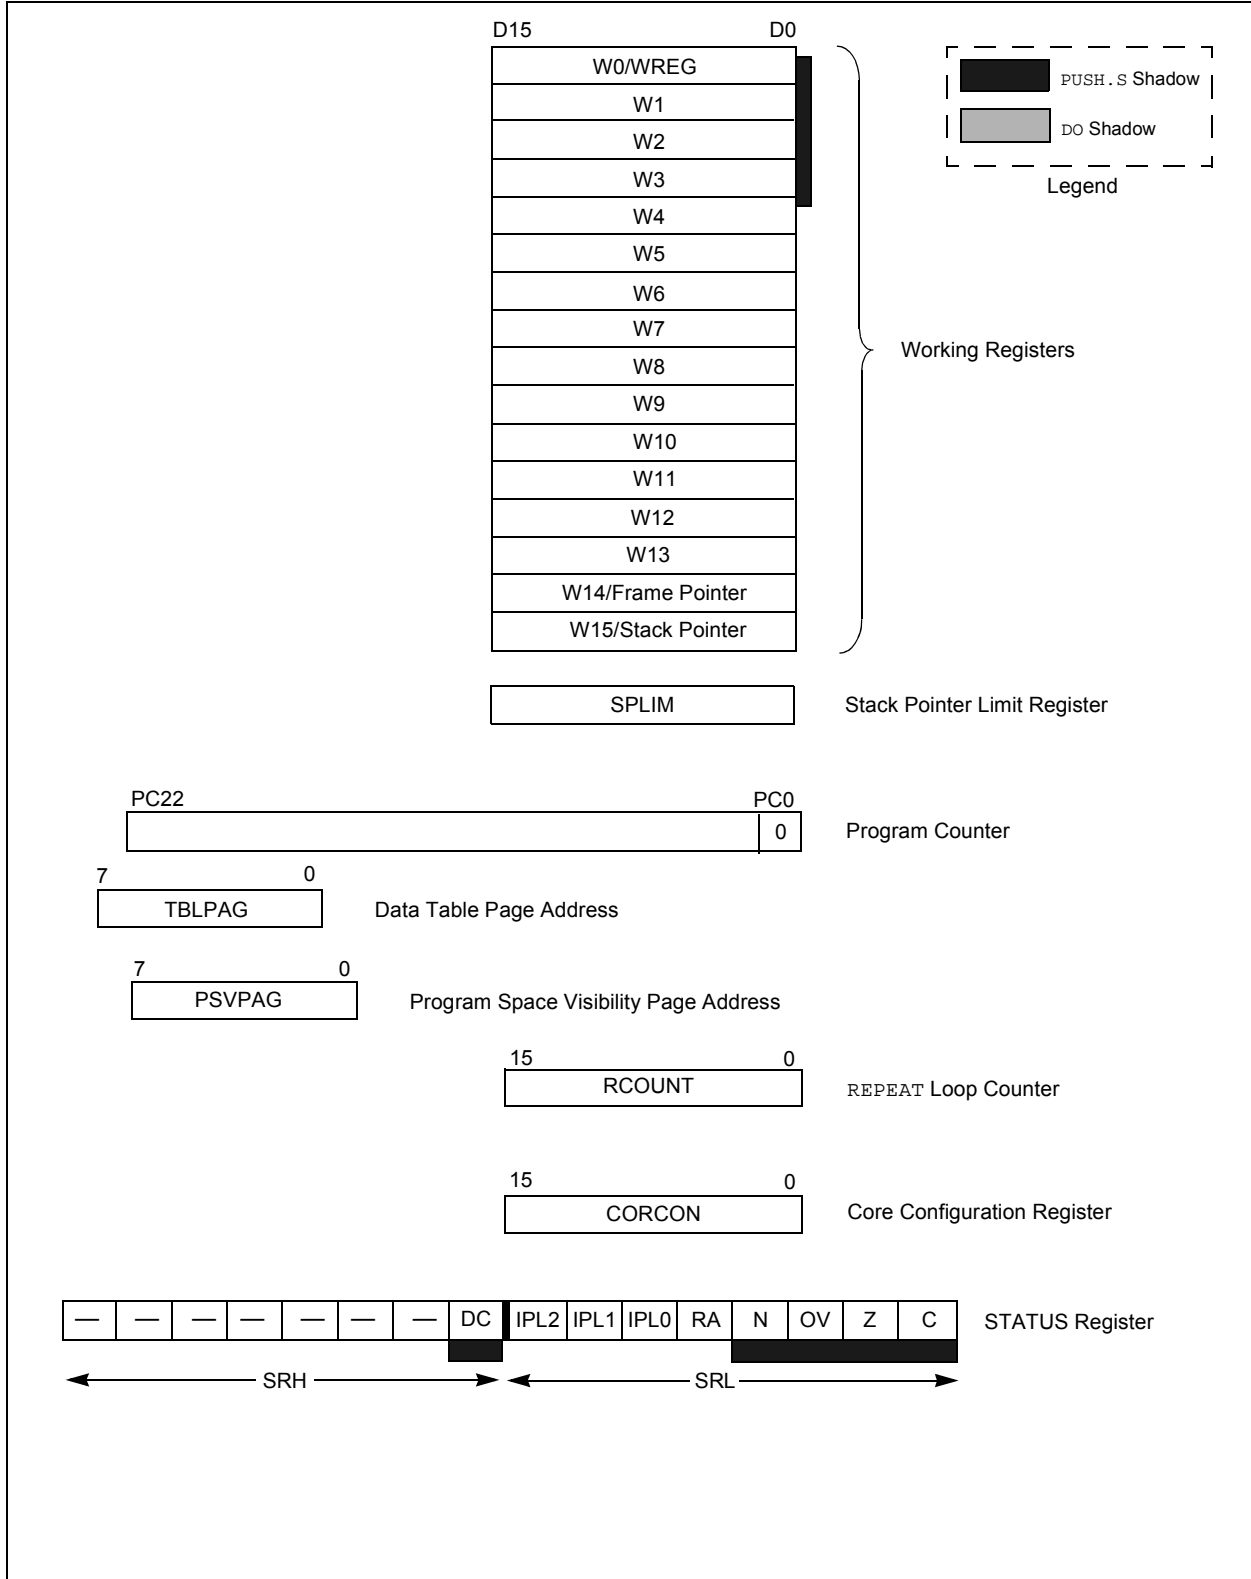 D15 D0
W0/WREG
W1
W2
W3
W4
W5
W6
W7
W8
W9
W10
W11
W12
W13
W14/Frame Pointer
W15/Stack Pointer
PUSH.S Shadow
DO Shadow
Legend
Working Registers
SPLIM Stack Pointer Limit Register
PC22 PC0
0 Program Counter
7 0
TBLPAG Data Table Page Address
7 0
PSVPAG Program Space Visibility Page Address
15 0
RCOUNT REPEAT Loop Counter
15 0
CORCON Core Configuration Register
— — — — — — — DC IPL2 IPL1 IPL0 RA N OV Z C STATUS Register
SRH SRL